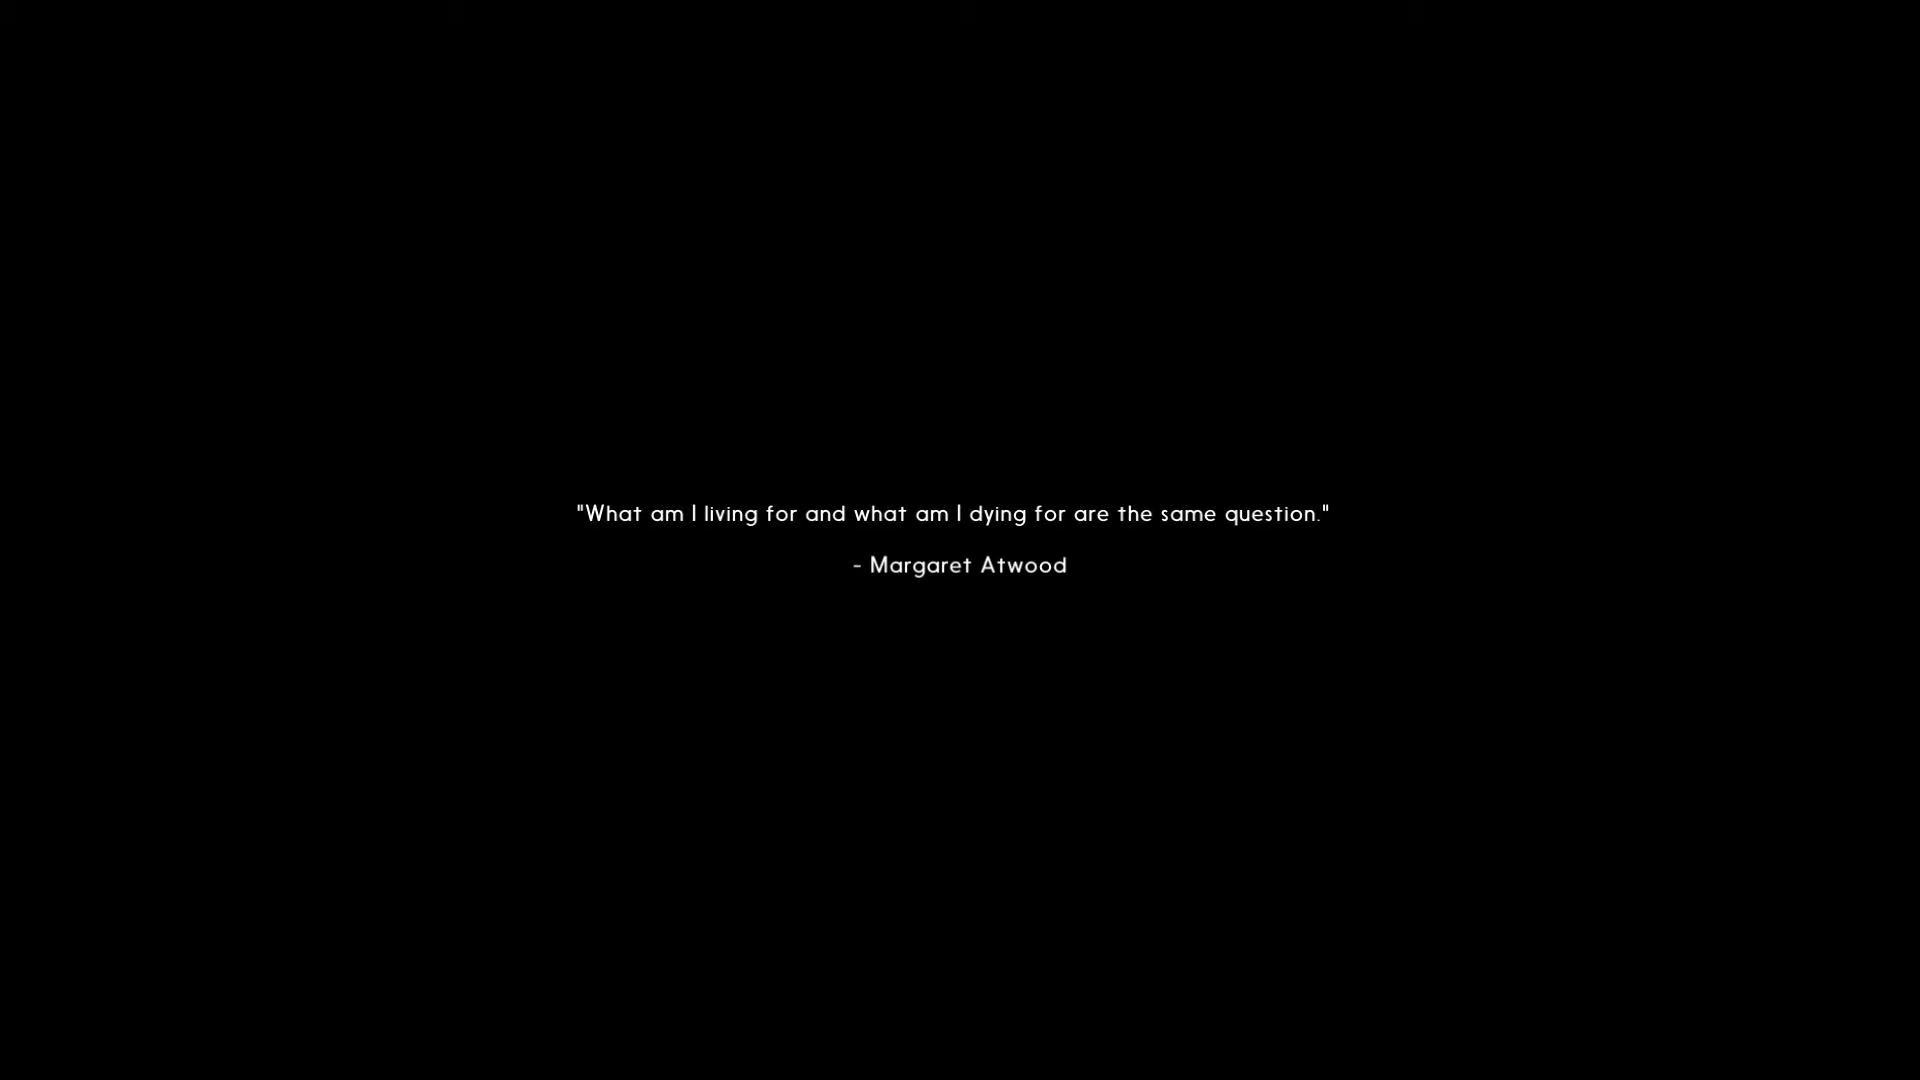 "What am I living for and what am I dying for are the same question."
- Margaret Atwood